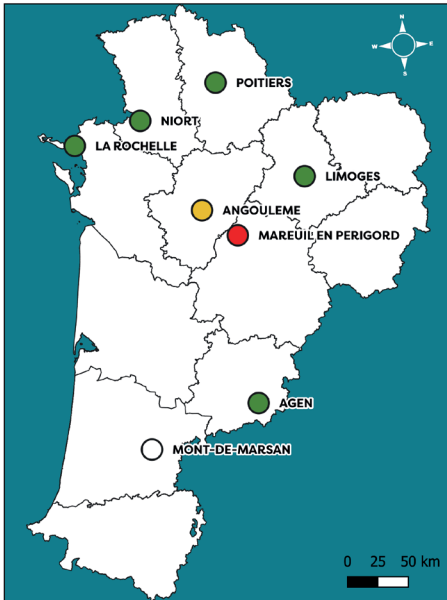 N
W E
S
POITIERS
NIORT
LA ROCHELLE
LIMOGES
ANGOULEME
MAREUIL EN PERIGORD
AGEN
MONT-DE-MARSAN
0 25 50 km